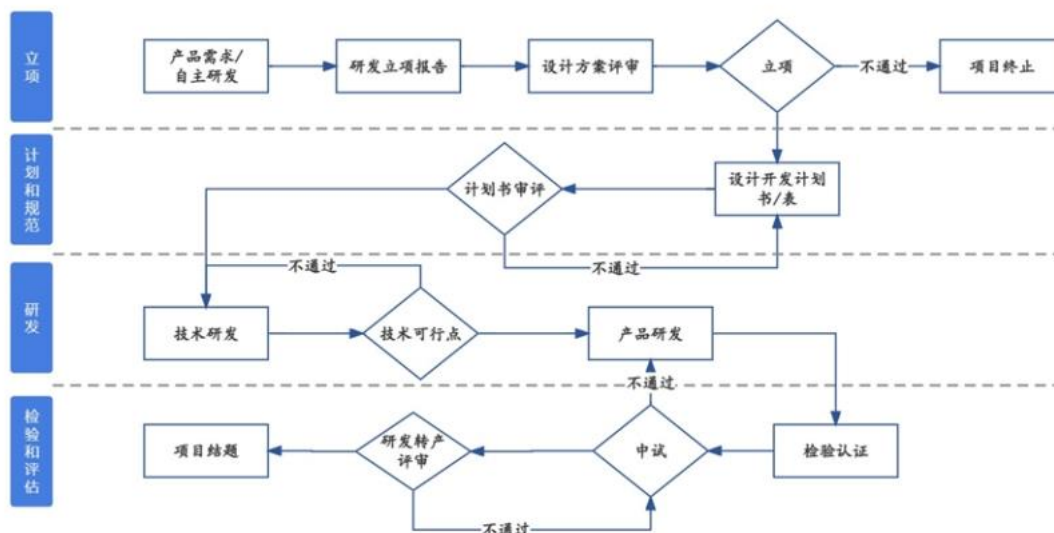 立项
产品需求/
自主研发
研发立项报告
设计方案评审
立项
不通过
项目终止
计划和规范
计划书审评
设计开发计划
书/表
不通过
研发
不通过
技术研发
技术可行点
产品研发
不通过
检验和评估
项目结题
研发转产
评审
中试
检验认证
不通过